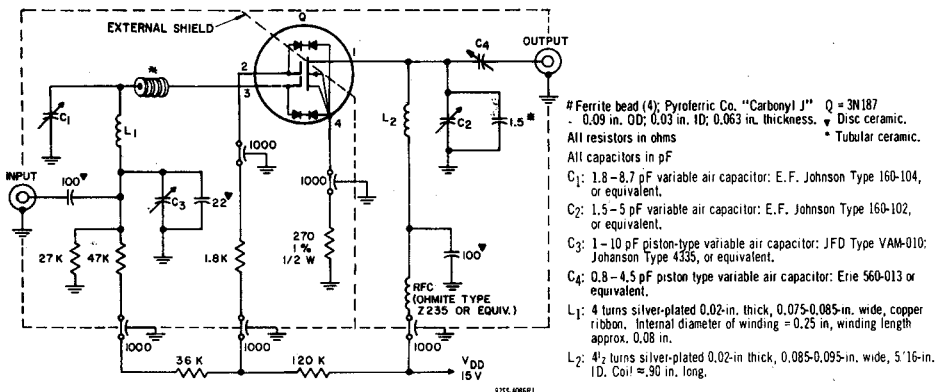 EXTERNAL SHIELD
Q
OUTPUT
C4
2
3
4
*
C1
L1
L2
C2
1.5 *
1000
1000
INPUT
100▼
C3
22▼
27 K
47K
1.8K
270
1 %
1/2 W
100▼
RFC
(OHMITE TYPE
Z235 OR EQUIV.)
1000
1000
1000
36 K
120 K
VDD
15 V
92SS-4086R1
# Ferrite bead (4); Pyroferric Co. "Carbonyl J" Q = 3N187
- 0.09 in. OD; 0.03 in. ID; 0.063 in. thickness. ▼ Disc ceramic.
All resistors in ohms * Tubular ceramic.
All capacitors in pF
C1: 1.8–8.7 pF variable air capacitor: E.F. Johnson Type 160-104,
or equivalent.
C2: 1.5–5 pF variable air capacitor: E.F. Johnson Type 160-102,
or equivalent.
C3: 1–10 pF piston-type variable air capacitor: JFD Type VAM-010;
Johanson Type 4335, or equivalent.
C4: 0.8–4.5 pF piston type variable air capacitor: Erie 560-013 or
equivalent.
L1: 4 turns silver-plated 0.02-in. thick, 0.075-0.085-in. wide, copper
ribbon. Internal diameter of winding = 0.25 in, winding length
approx. 0.08 in.
L2: 4½ turns silver-plated 0.02-in thick, 0.085-0.095-in. wide, 5/16-in.
ID. Coil ≈.90 in. long.